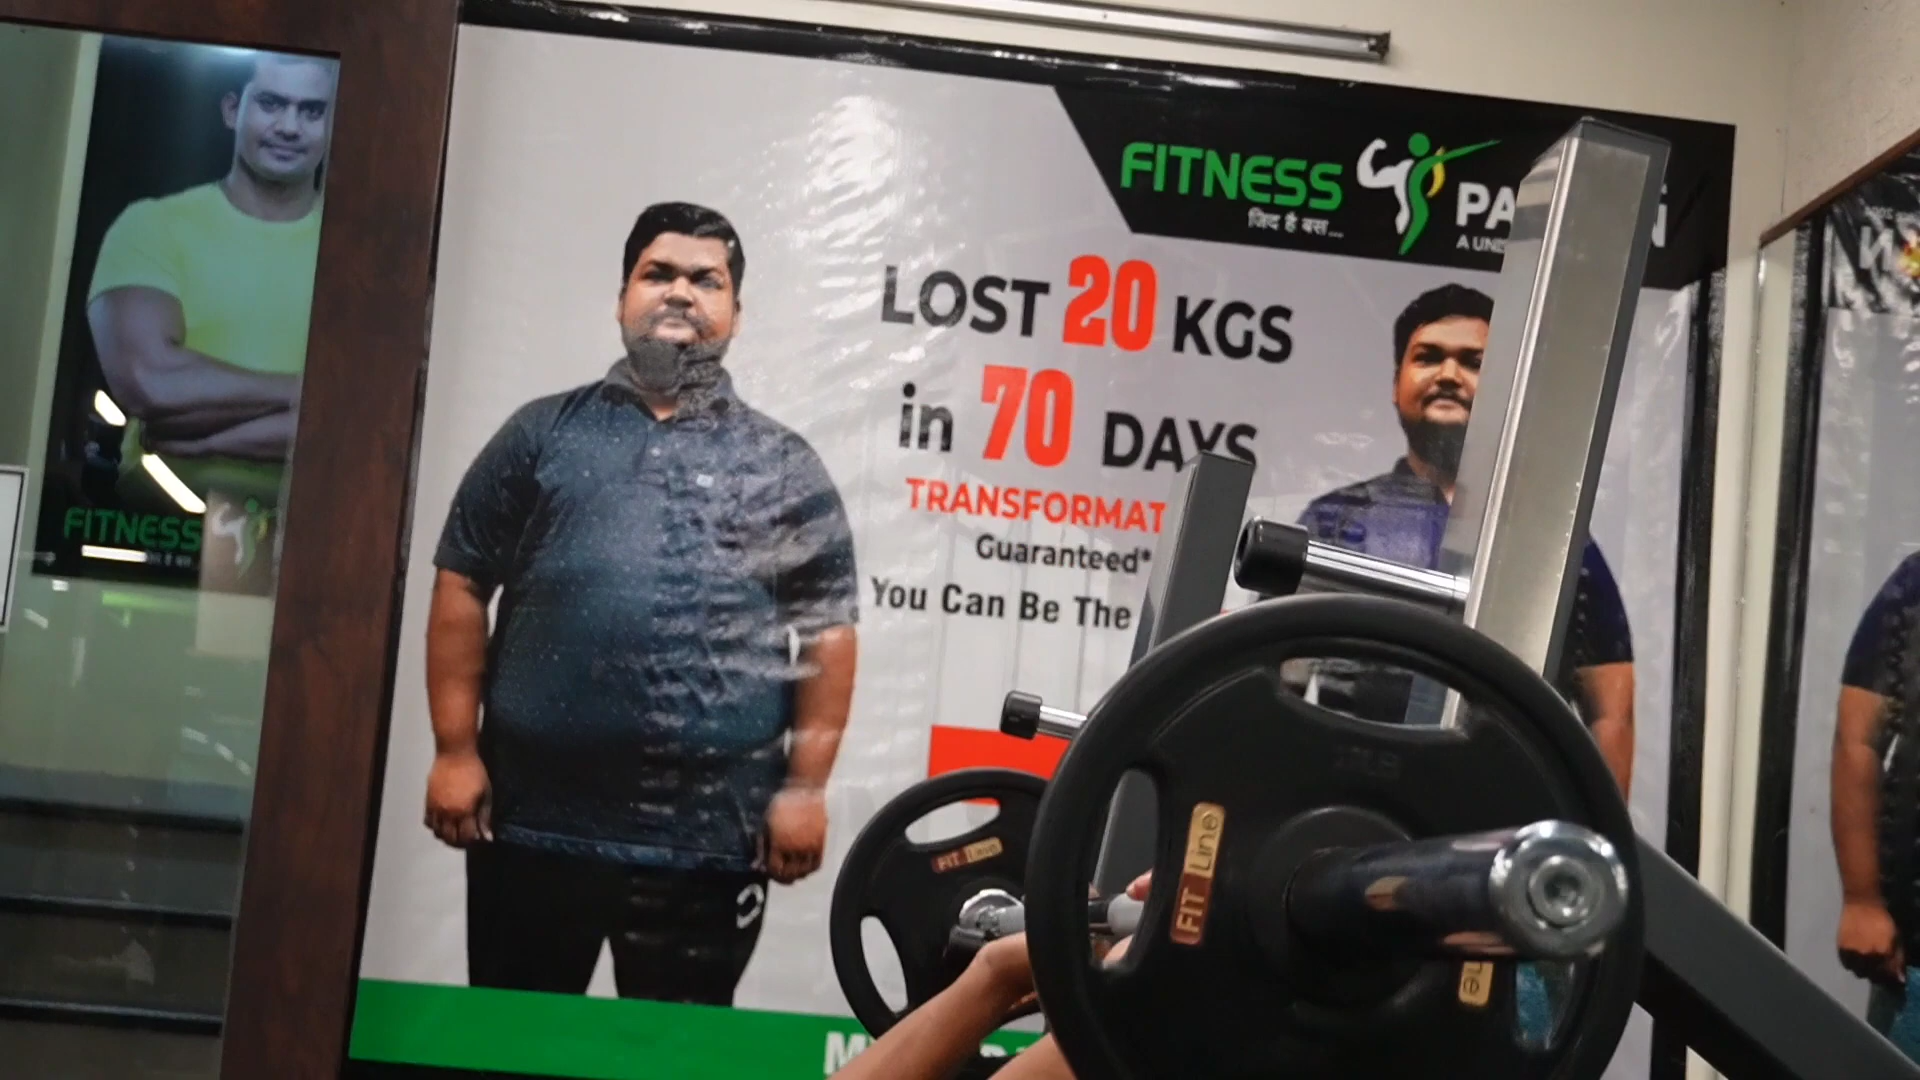 FITNESS
जिद है बस...
LOST 20 KGS
in 70 DAYS
TRANSFORMAT
Guaranteed*
You Can Be The
FITNESS
FIT Line
FIT Line